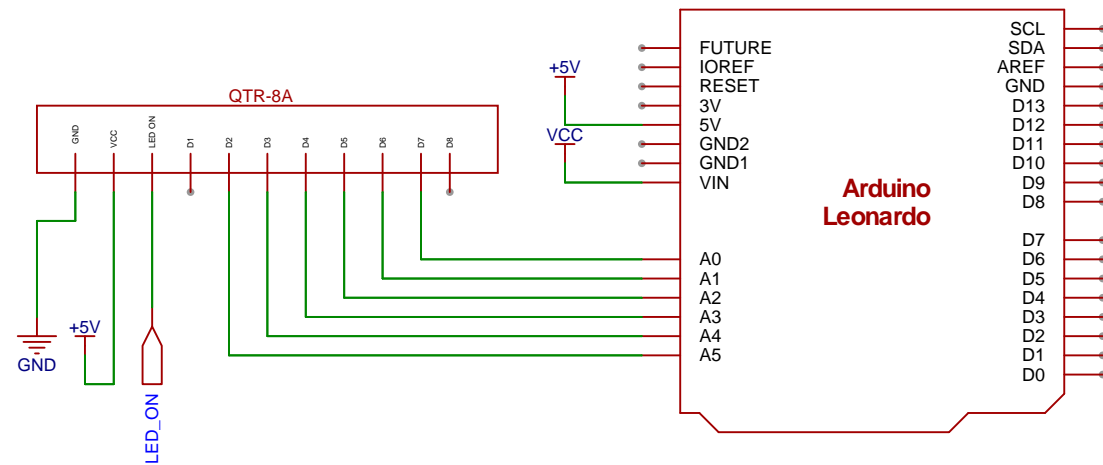 QTR-8A
GND
VCC
LED ON
D1
D2
D3
D4
D5
D6
D7
D8
GND
+5V
LED_ON
+5V
VCC
FUTURE
IOREF
RESET
3V
5V
GND2
GND1
VIN
A0
A1
A2
A3
A4
A5
Arduino
Leonardo
SCL
SDA
AREF
GND
D13
D12
D11
D10
D9
D8
D7
D6
D5
D4
D3
D2
D1
D0